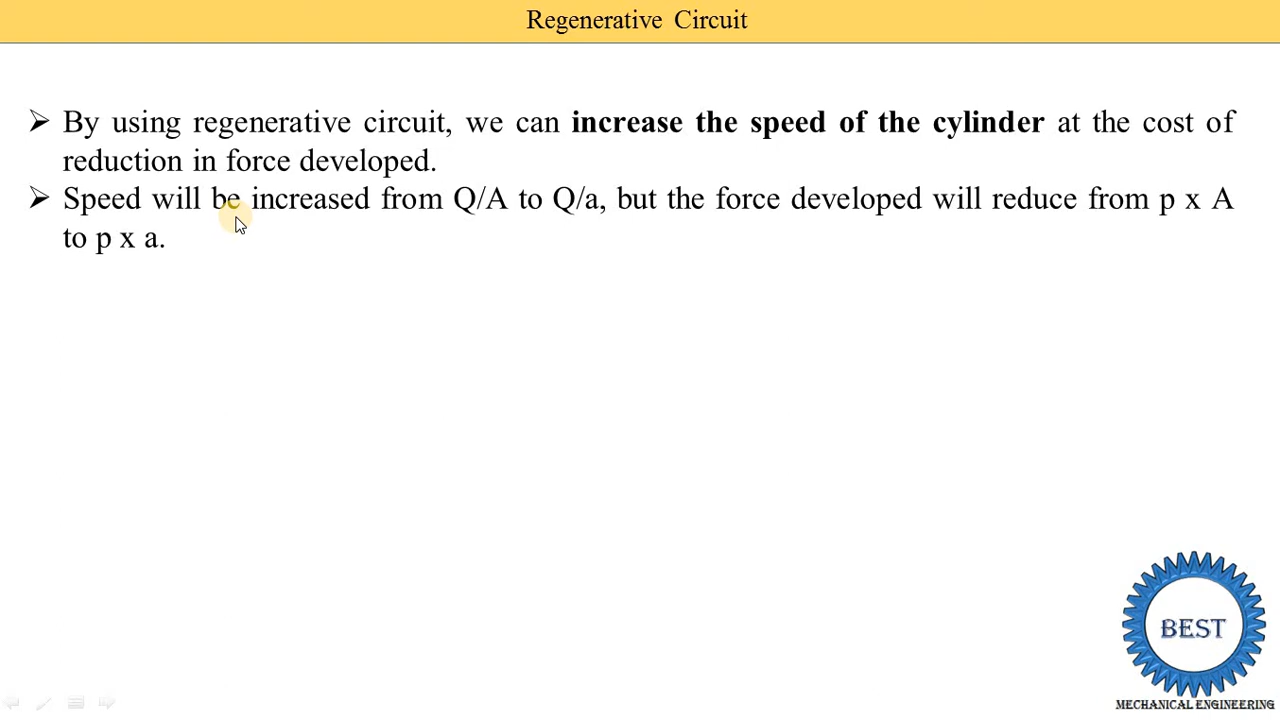 Regenerative Circuit
➢ By using regenerative circuit, we can increase the speed of the cylinder at the cost of
reduction in force developed.
➢ Speed will be increased from Q/A to Q/a, but the force developed will reduce from p x A
to p x a.
BEST
MECHANICAL ENGINEERING